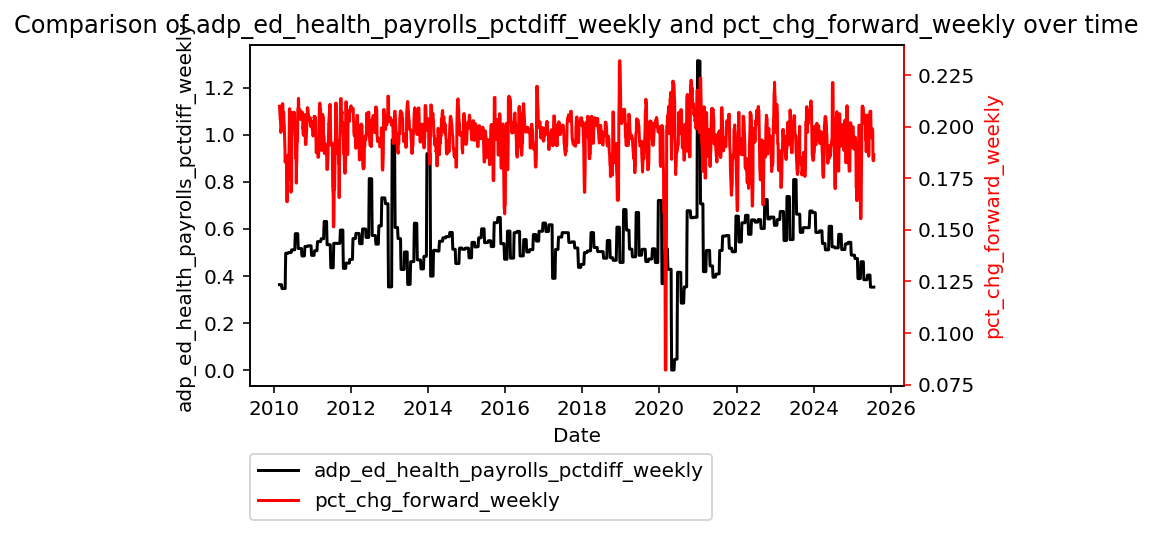 Comparison of adp_ed_health_payrolls_pctdiff_weekly and pct_chg_forward_weekly over time
adp_ed_health_payrolls_pctdiff_weekly
1.2
1.0
0.8
0.6
0.4
0.2
0.0
0.225
0.200
0.175
0.150
0.125
0.100
0.075
pct_chg_forward_weekly
2010 2012 2014 2016 2018 2020 2022 2024 2026
Date
adp_ed_health_payrolls_pctdiff_weekly
pct_chg_forward_weekly